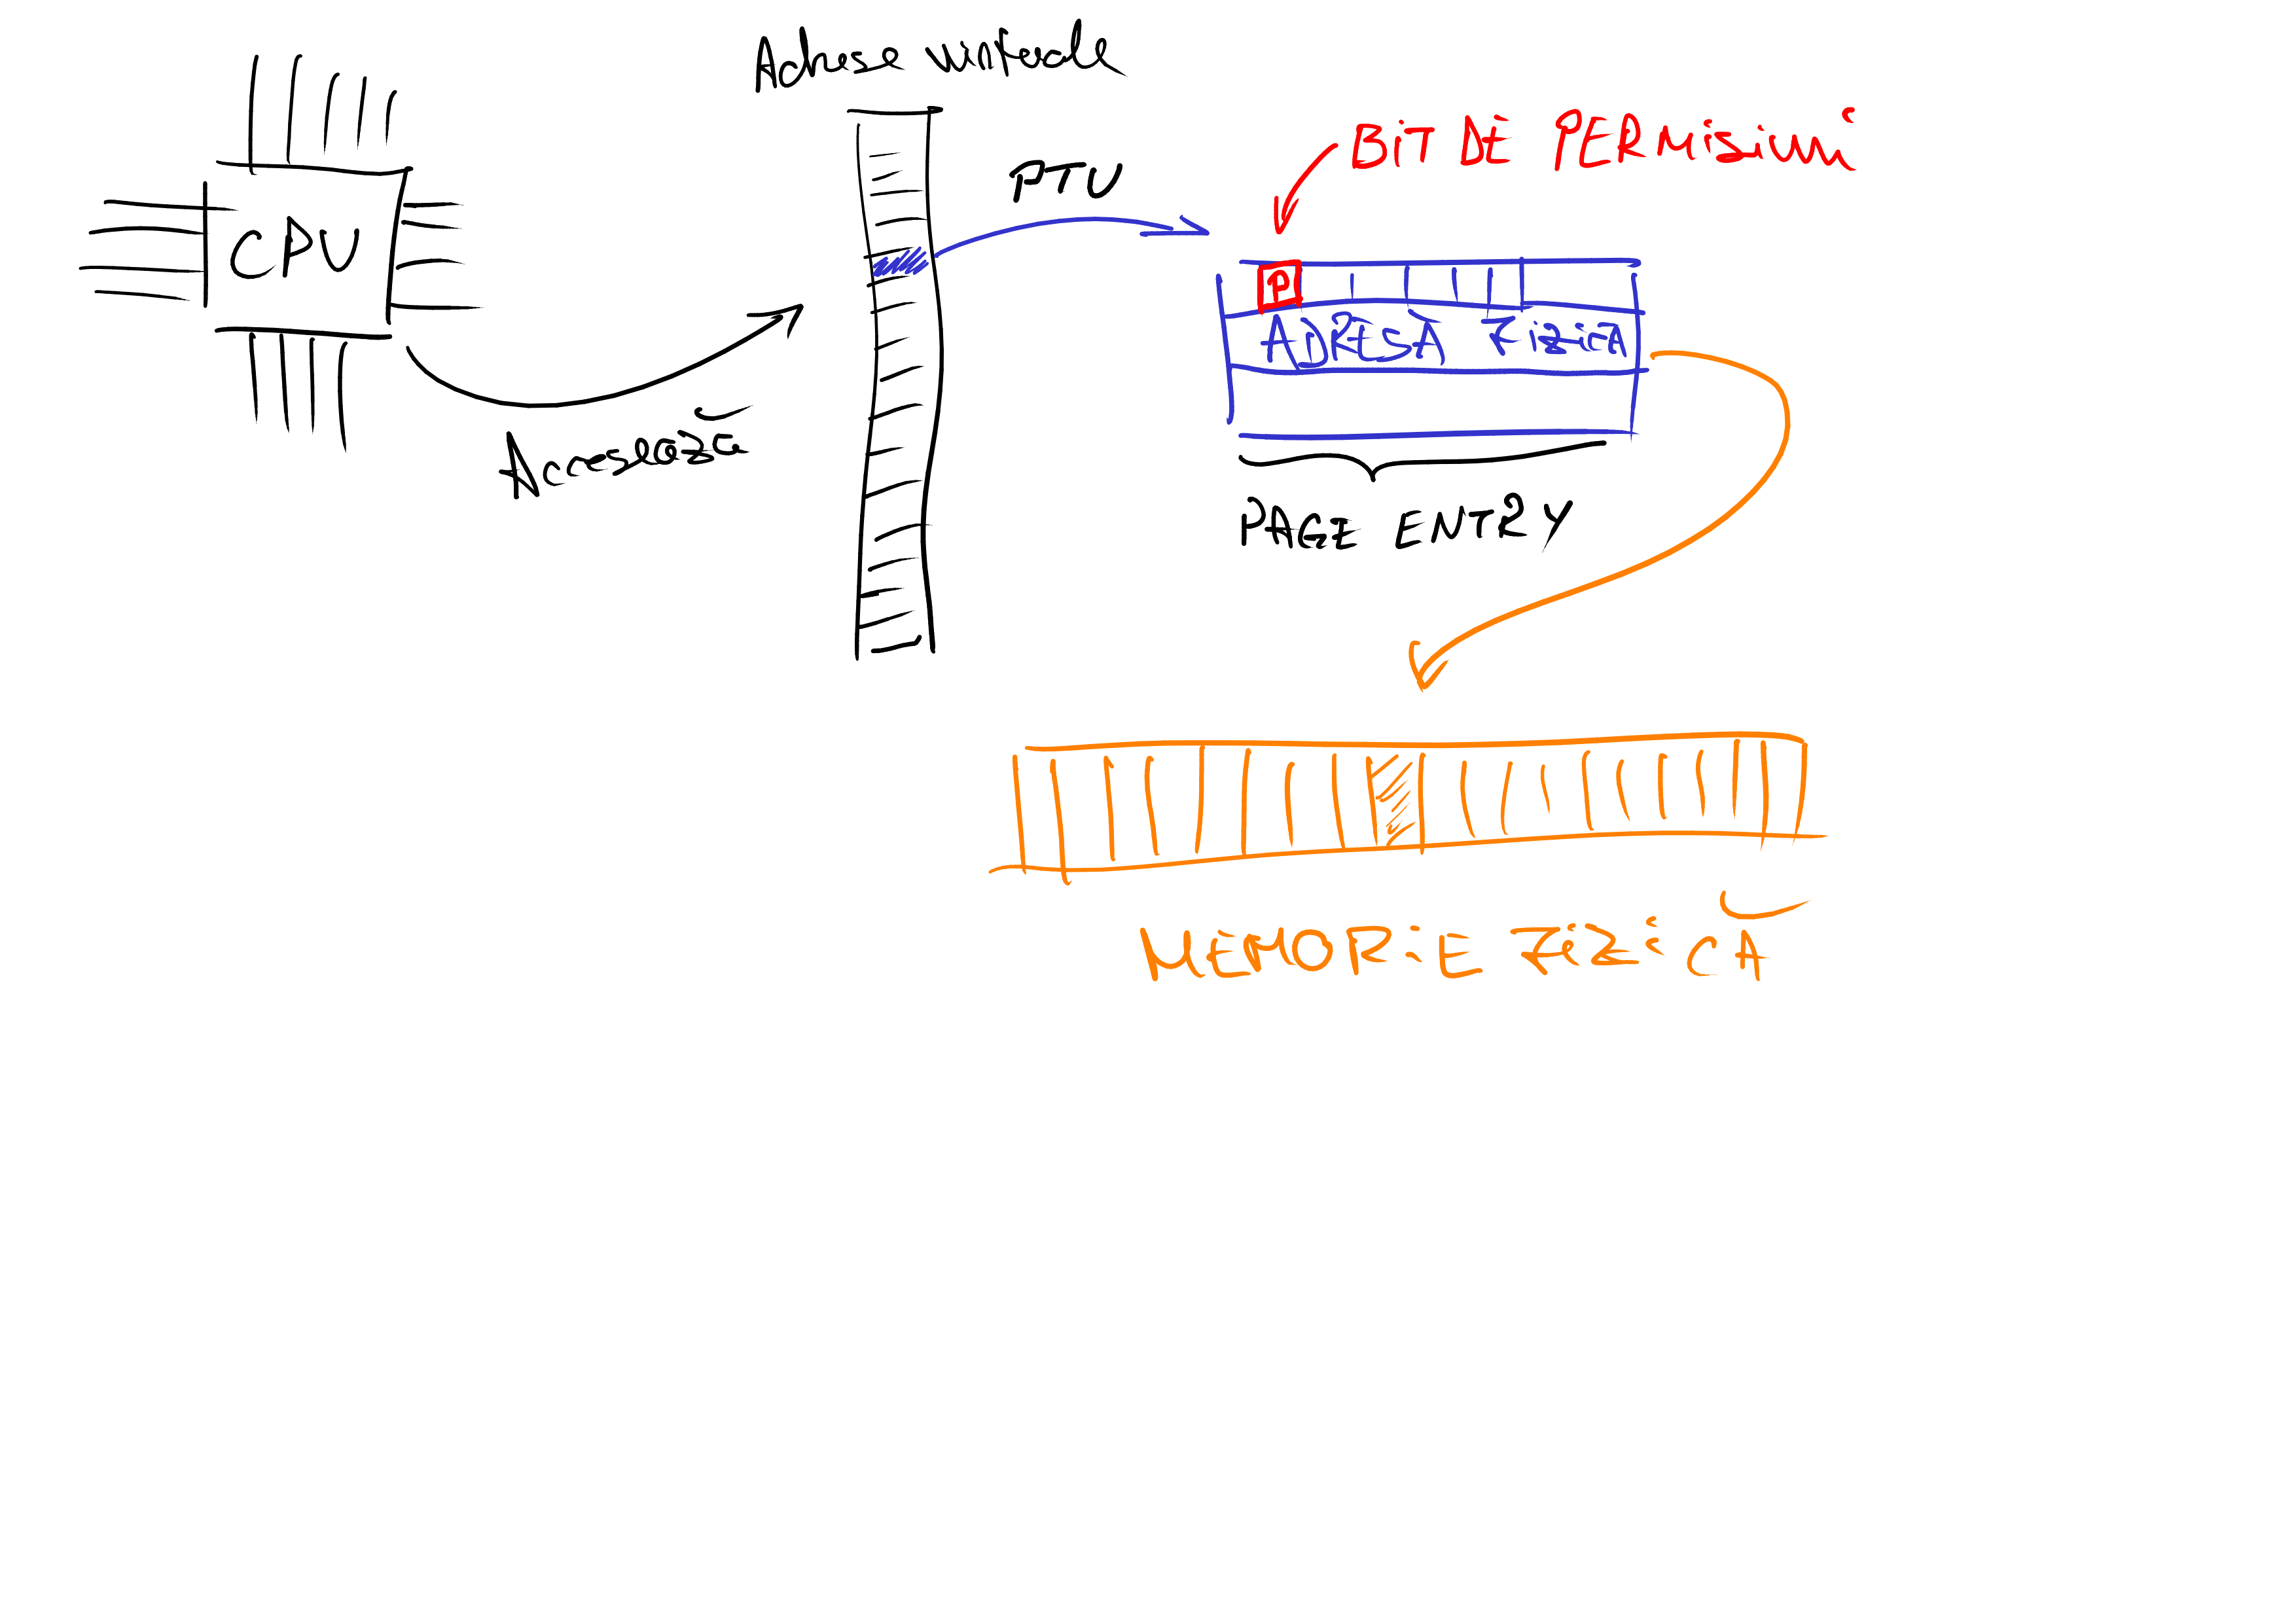 Adrese virtuale
CPU
Accesează
PTU
BIT DE PERMISIUNI
P
ADRESA FIZICA
PAGE ENTRY
MEMORIE FIZICĂ